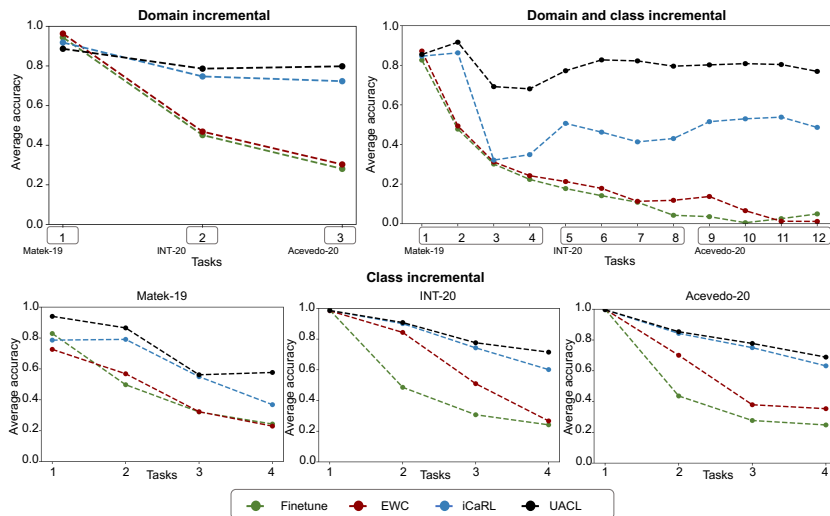 Domain incremental
Average accuracy
1.0
0.8
0.6
0.4
0.2
0.0
1 2 3
Matek-19 INT-20 Acevedo-20
Tasks
Domain and class incremental
Average accuracy
1.0
0.8
0.6
0.4
0.2
0.0
1 2 3 4 5 6 7 8 9 10 11 12
Matek-19 INT-20 Acevedo-20
Tasks
Class incremental
Matek-19
Average accuracy
1.0
0.8
0.6
0.4
0.2
0.0
1 2 3 4
Tasks
INT-20
Average accuracy
1.0
0.8
0.6
0.4
0.2
0.0
1 2 3 4
Tasks
Acevedo-20
Average accuracy
1.0
0.8
0.6
0.4
0.2
0.0
1 2 3 4
Tasks
Finetune EWC iCaRL UACL